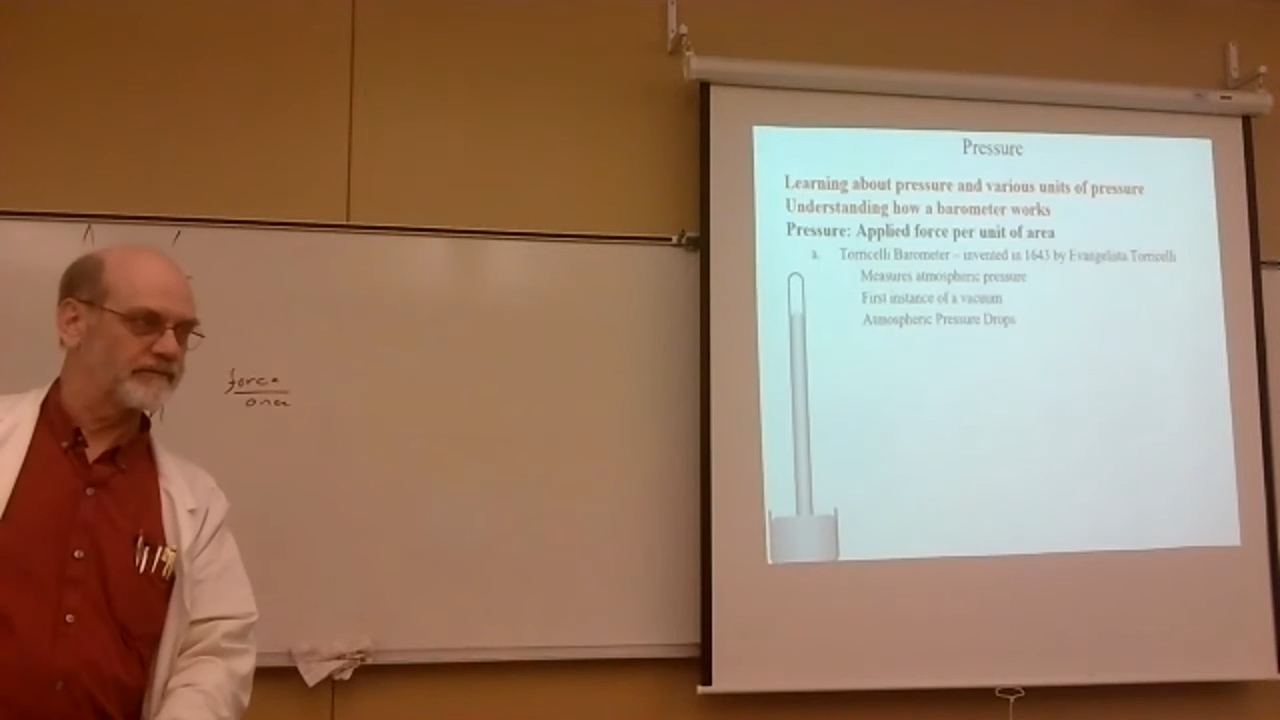 force
area
Pressure
Learning about pressure and various units of pressure
Understanding how a barometer works
Pressure: Applied force per unit of area
a. Torricelli Barometer – invented in 1643 by Evangelista Torricelli
Measures atmospheric pressure
First instance of a vacuum
Atmospheric Pressure Drops